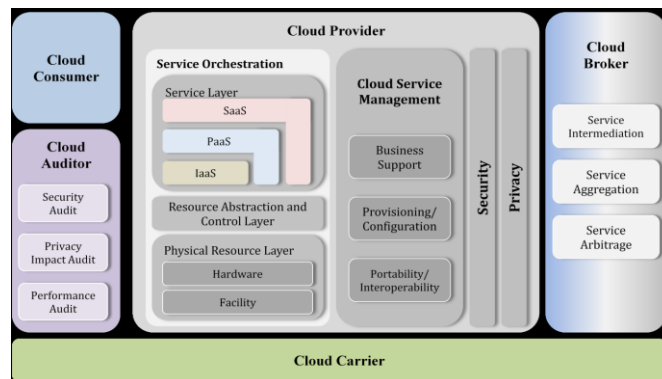 Cloud
Consumer
Cloud
Auditor
Security
Audit
Privacy
Impact Audit
Performance
Audit
Cloud Provider
Service Orchestration
Service Layer
SaaS
PaaS
IaaS
Resource Abstraction and
Control Layer
Physical Resource Layer
Hardware
Facility
Cloud Service
Management
Business
Support
Provisioning/
Configuration
Portability/
Interoperability
Security
Privacy
Cloud
Broker
Service
Intermediation
Service
Aggregation
Service
Arbitrage
Cloud Carrier